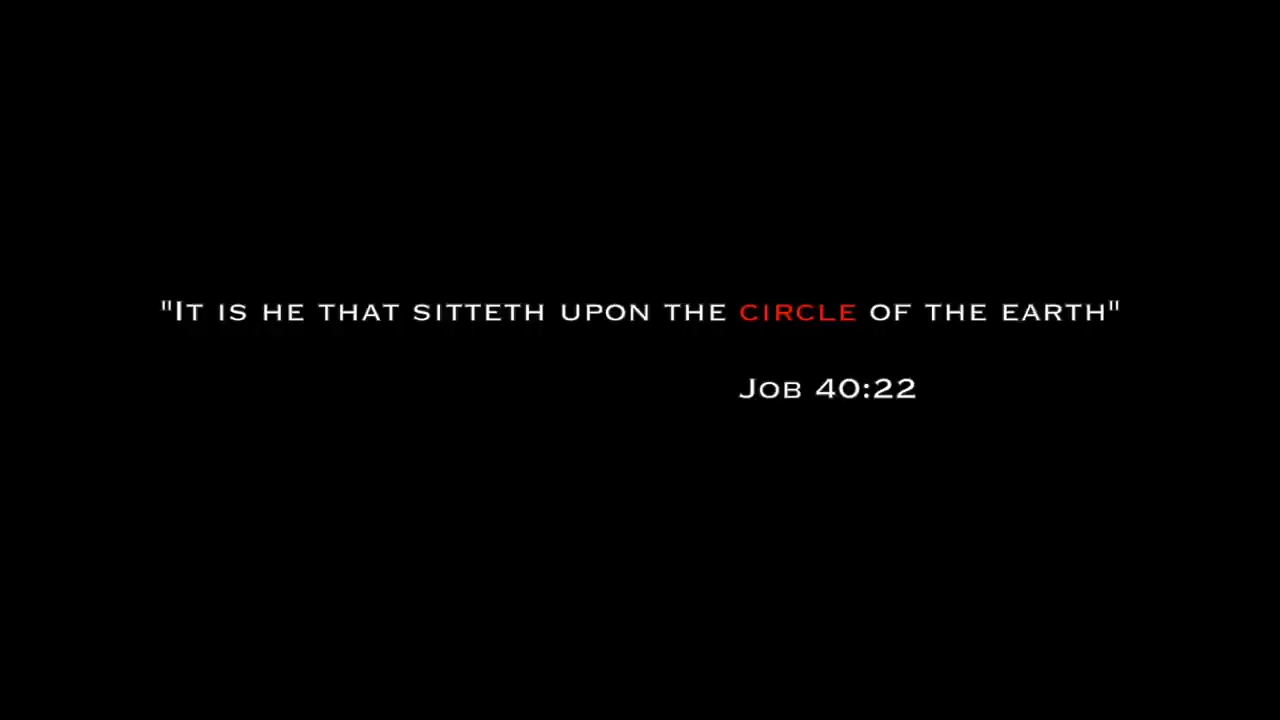 "It is he that sitteth upon the circle of the earth"
Job 40:22